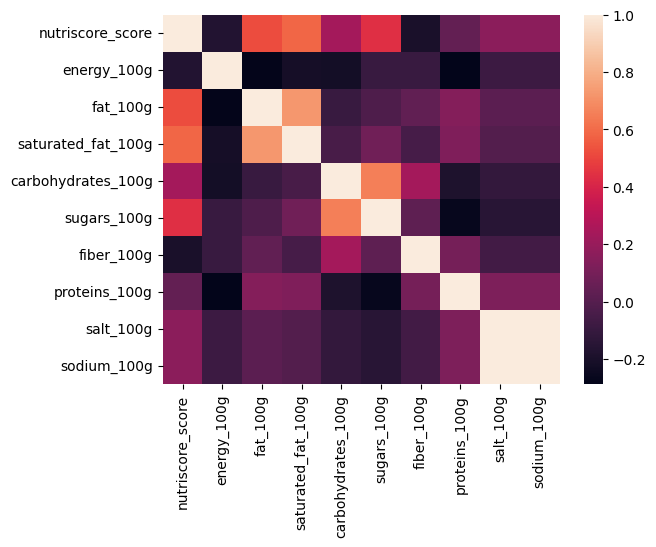 nutriscore_score
energy_100g
fat_100g
saturated_fat_100g
carbohydrates_100g
sugars_100g
fiber_100g
proteins_100g
salt_100g
sodium_100g
nutriscore_score
energy_100g
fat_100g
saturated_fat_100g
carbohydrates_100g
sugars_100g
fiber_100g
proteins_100g
salt_100g
sodium_100g
1.0
0.8
0.6
0.4
0.2
0.0
−0.2